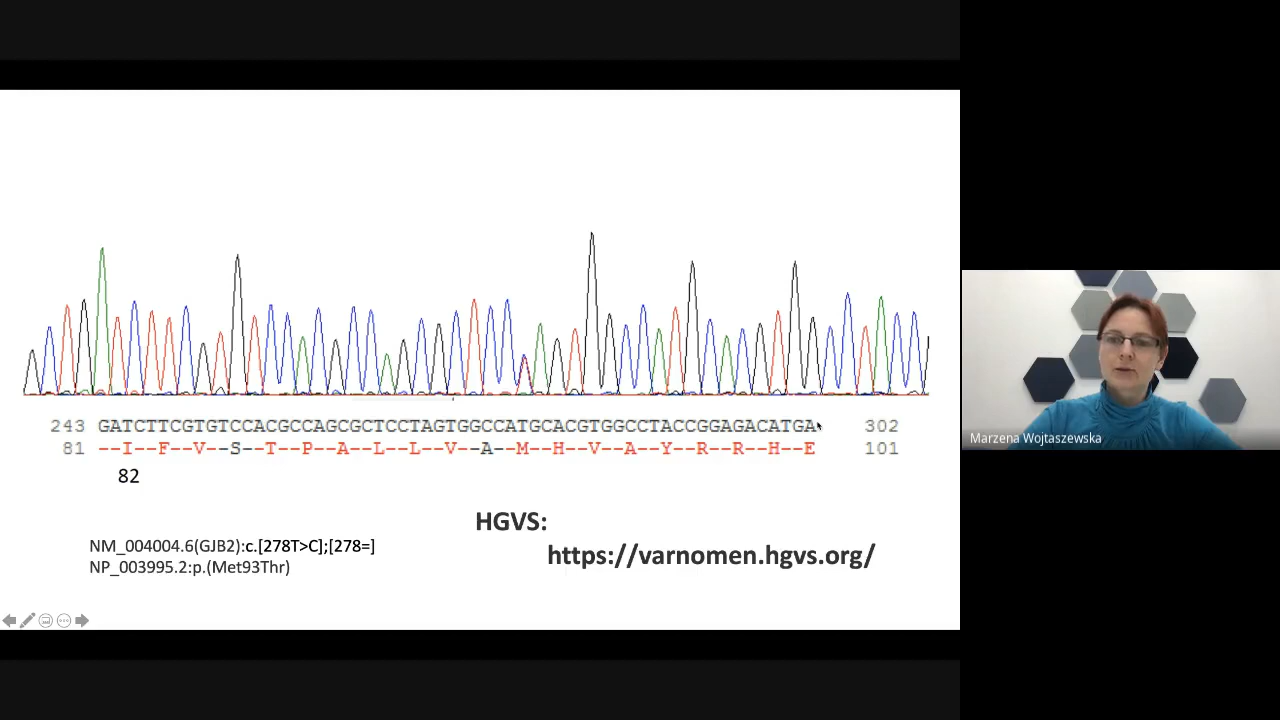 243 GATCTTCGTGTCCACGCCAGCGCTCCTAGTGGCCATGCACGTGGCCTACCGGAGACATGA 302
81 --I--F--V--S--T--P--A--L--L--V--A--M--H--V--A--Y--R--R--H--E 101
82
HGVS:
https://varnomen.hgvs.org/
NM_004004.6(GJB2):c.[278T>C];[278=]
NP_003995.2:p.(Met93Thr)
Marzena Wojtaszewska